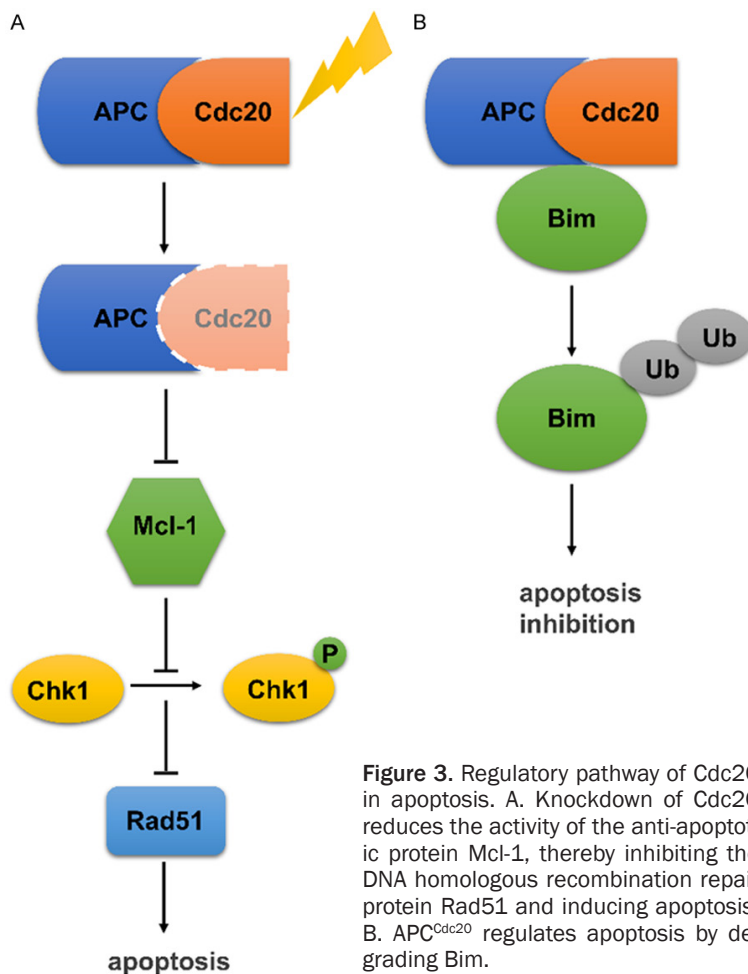 A
APC
Cdc20
APC
Cdc20
Mcl-1
Chk1
Chk1
P
Rad51
apoptosis
B
APC
Cdc20
Bim
Bim
Ub
Ub
apoptosis
inhibition
Figure 3. Regulatory pathway of Cdc20
in apoptosis. A. Knockdown of Cdc20
reduces the activity of the anti-apoptot-
ic protein Mcl-1, thereby inhibiting the
DNA homologous recombination repair
protein Rad51 and inducing apoptosis.
B. APCCdc20 regulates apoptosis by de-
grading Bim.